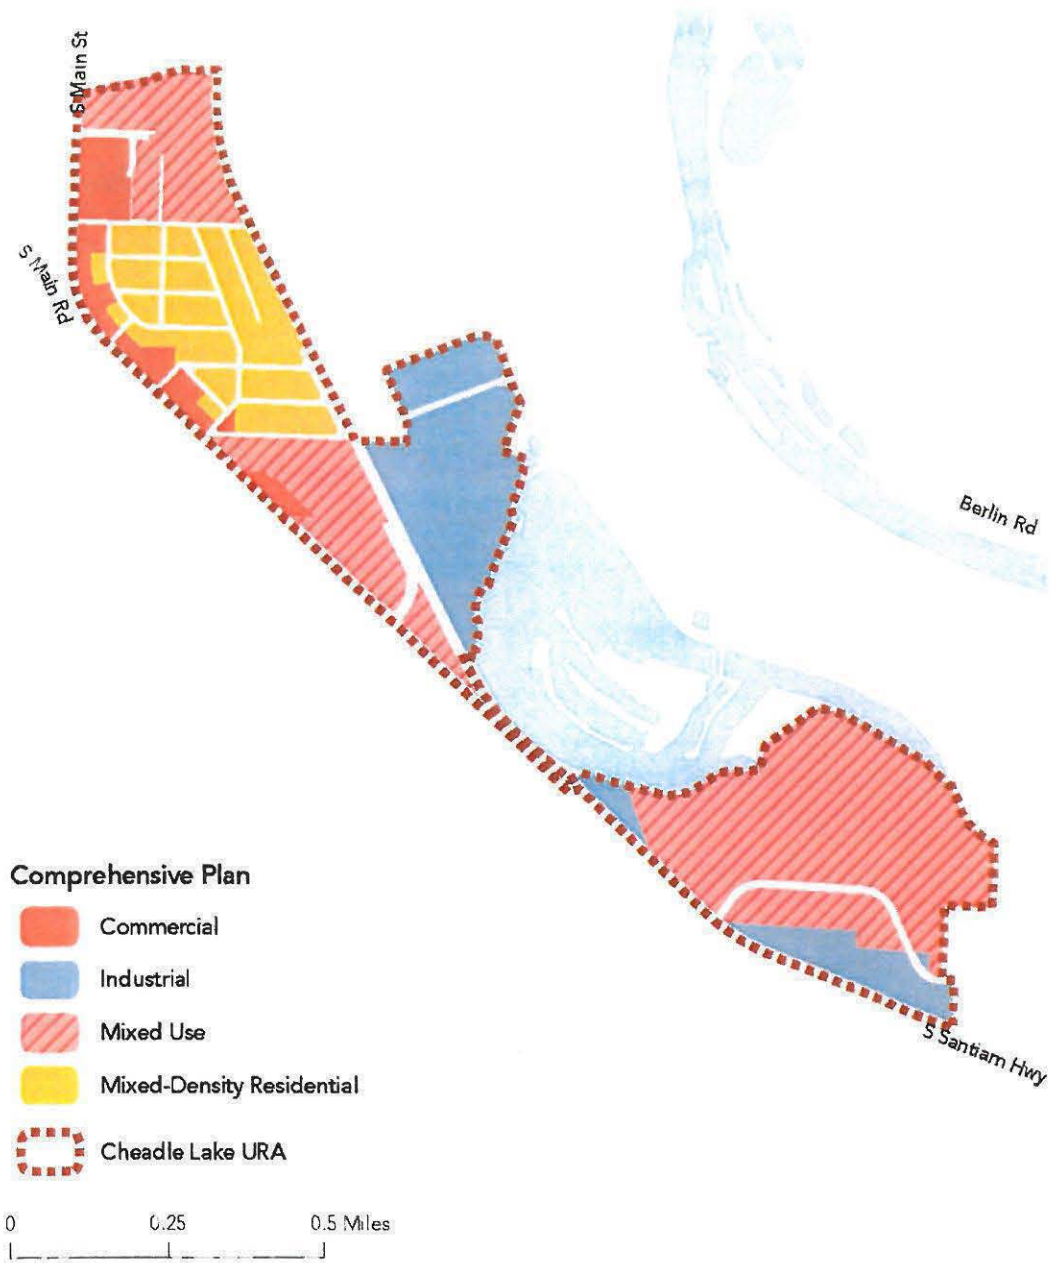 S Main St
S Main Rd
Berlin Rd
S Santiam Hwy
Comprehensive Plan
Commercial
Industrial
Mixed Use
Mixed-Density Residential
Cheadle Lake URA
0 0.25 0.5 Miles